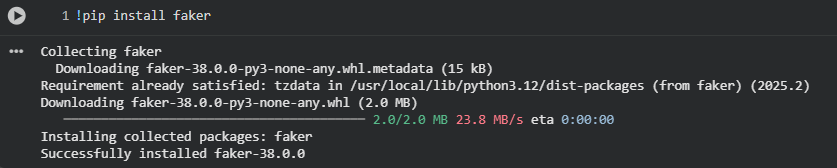 1 !pip install faker
Collecting faker
Downloading faker-38.0.0-py3-none-any.whl.metadata (15 kB)
Requirement already satisfied: tzdata in /usr/local/lib/python3.12/dist-packages (from faker) (2025.2)
Downloading faker-38.0.0-py3-none-any.whl (2.0 MB)
2.0/2.0 MB 23.8 MB/s eta 0:00:00
Installing collected packages: faker
Successfully installed faker-38.0.0